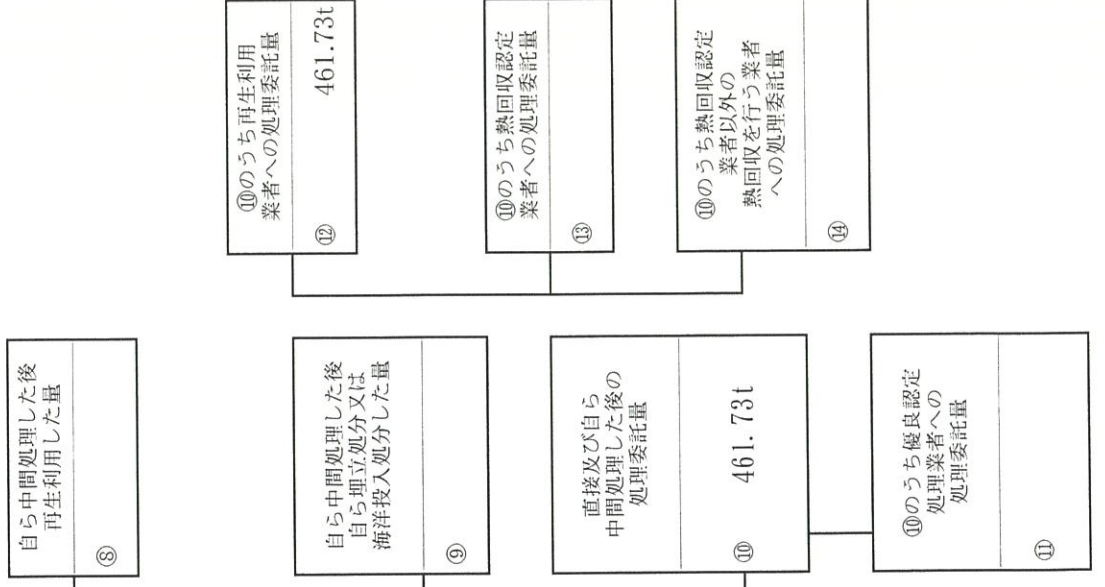 自ら中間処理した後
再生利用した量
⑧
自ら中間処理した後
自ら埋立処分又は
海洋投入処分した量
⑨
直接及び自ら
中間処理した後の
処理委託量
⑩ 461.73t
⑩のうち優良認定
処理業者への
処理委託量
⑪
⑩のうち再生利用
業者への処理委託量
⑫ 461.73t
⑩のうち熱回収認定
業者への処理委託量
⑬
⑩のうち熱回収認定
業者以外の
熱回収を行う業者
への処理委託量
⑭